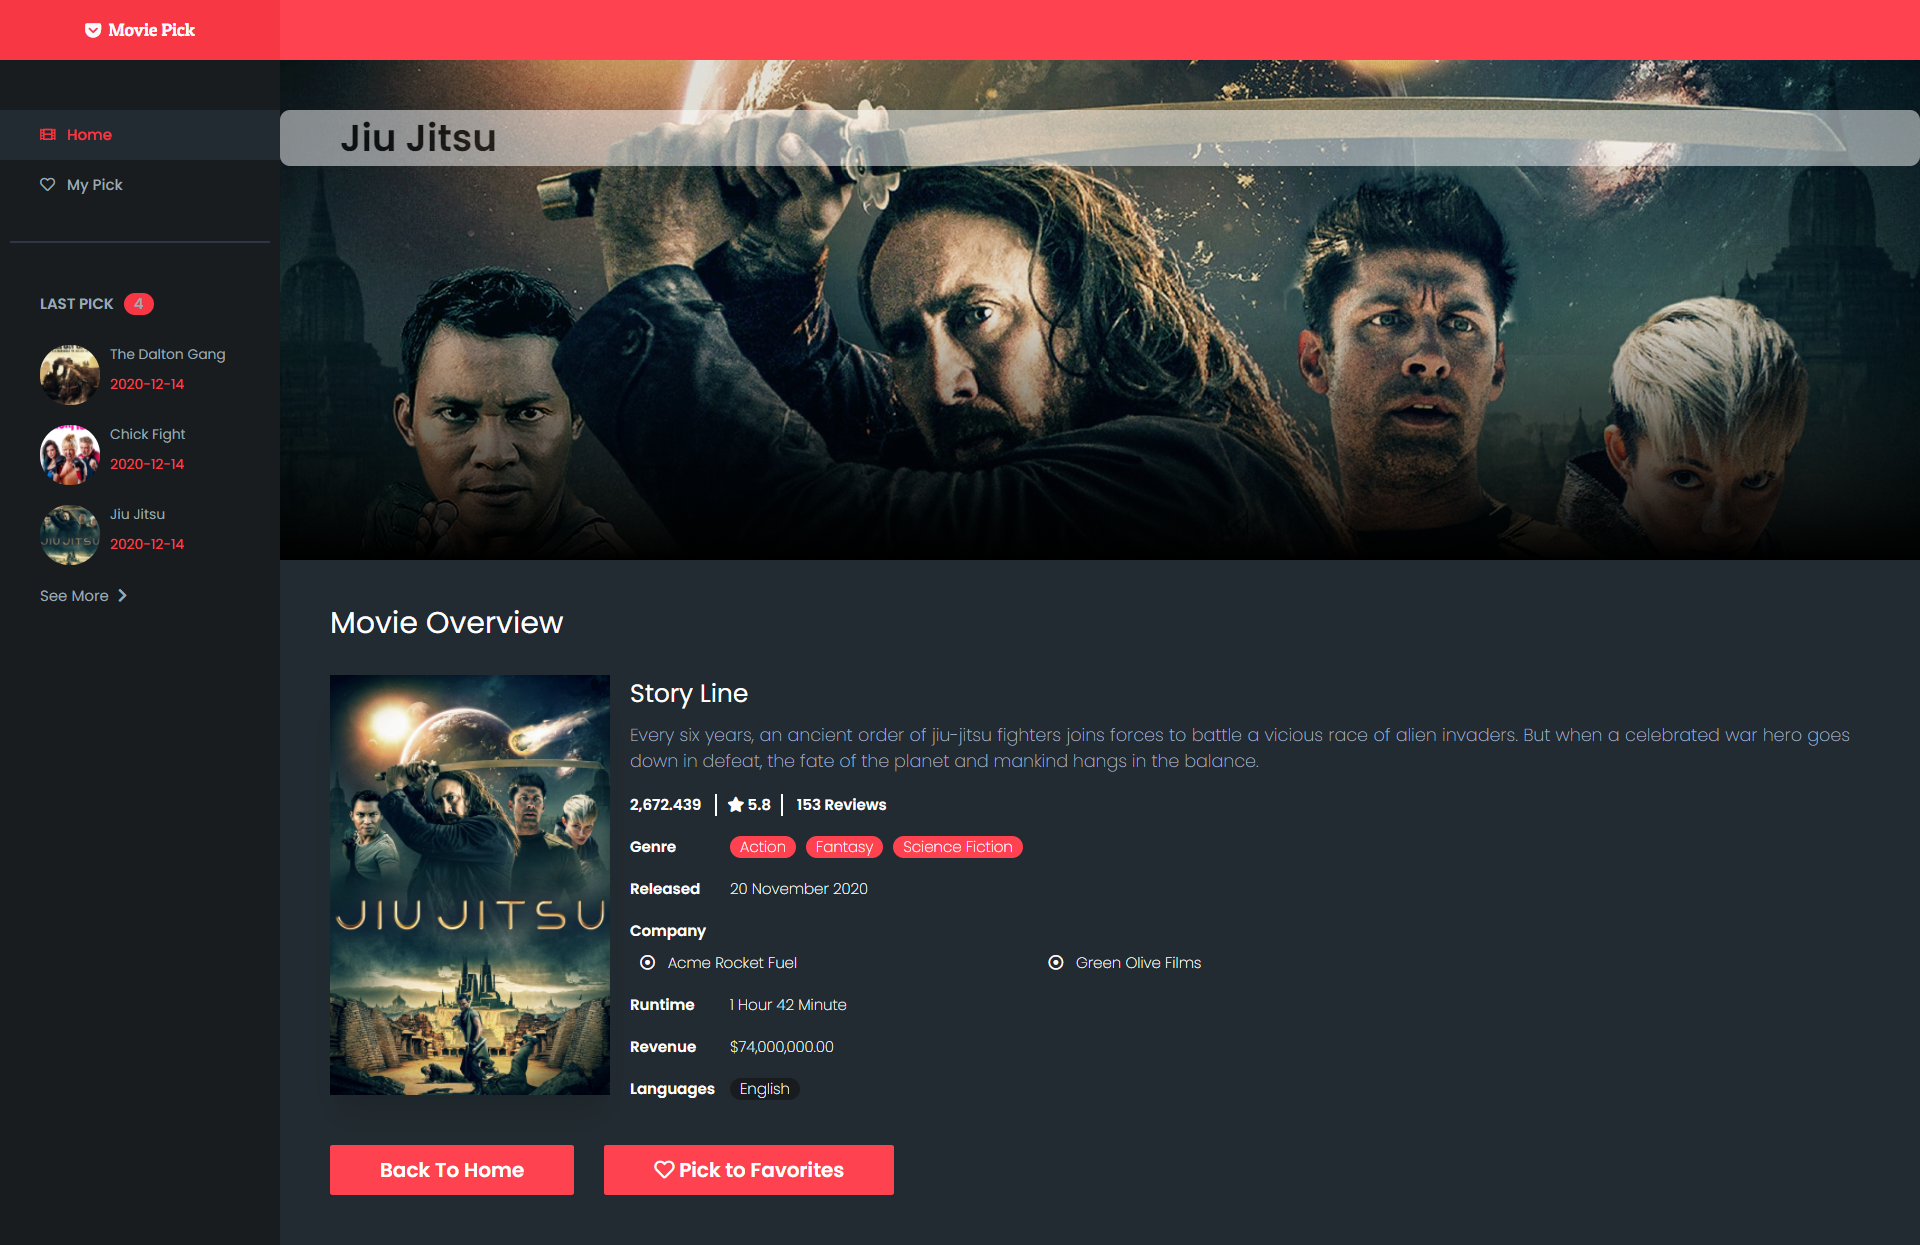 Movie Pick
Home
My Pick
LAST PICK 4
The Dalton Gang
2020-12-14
Chick Fight
2020-12-14
JIU JITSU
Jiu Jitsu
2020-12-14
See More
Jiu Jitsu
Movie Overview
JIU JITSU
Story Line
Every six years, an ancient order of jiu-jitsu fighters joins forces to battle a vicious race of alien invaders. But when a celebrated war hero goes
down in defeat, the fate of the planet and mankind hangs in the balance.
2,672.439 5.8 153 Reviews
Genre Action Fantasy Science Fiction
Released 20 November 2020
Company
Acme Rocket Fuel Green Olive Films
Runtime 1 Hour 42 Minute
Revenue $74,000,000.00
Languages English
Back To Home Pick to Favorites